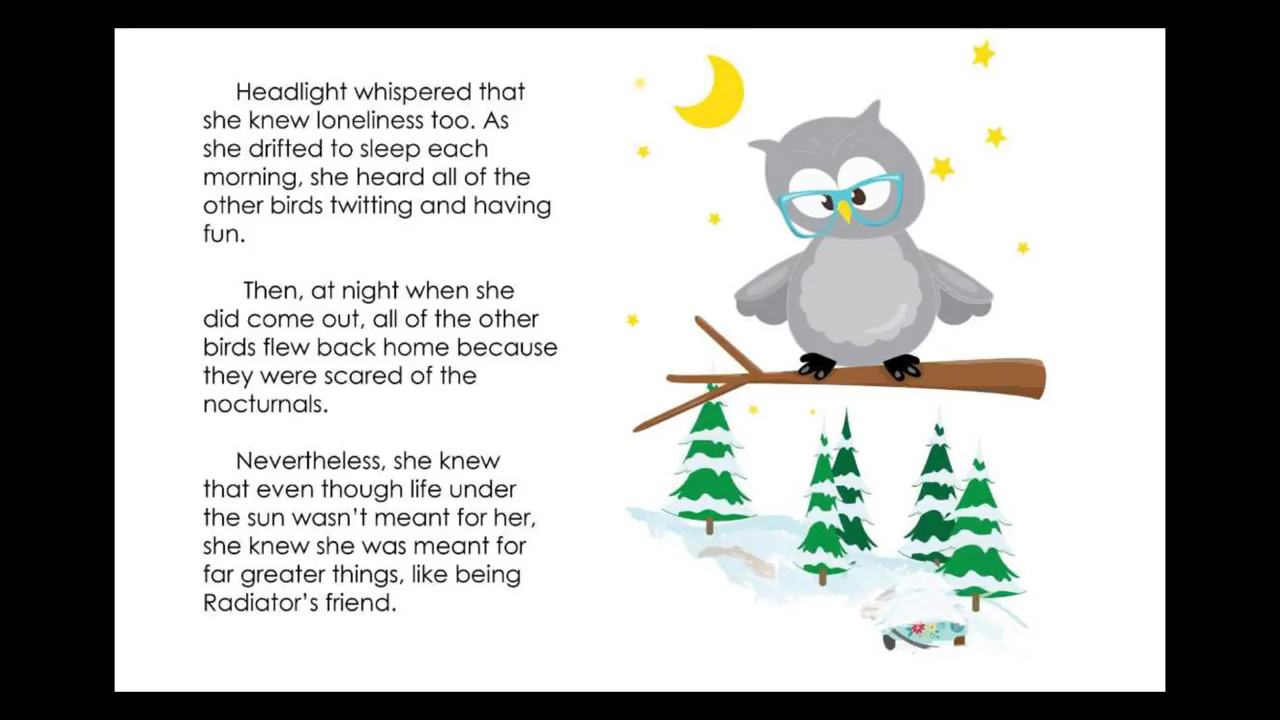 Headlight whispered that
she knew loneliness too. As
she drifted to sleep each
morning, she heard all of the
other birds twitting and having
fun.
Then, at night when she
did come out, all of the other
birds flew back home because
they were scared of the
nocturnals.
Nevertheless, she knew
that even though life under
the sun wasn't meant for her,
she knew she was meant for
far greater things, like being
Radiator's friend.